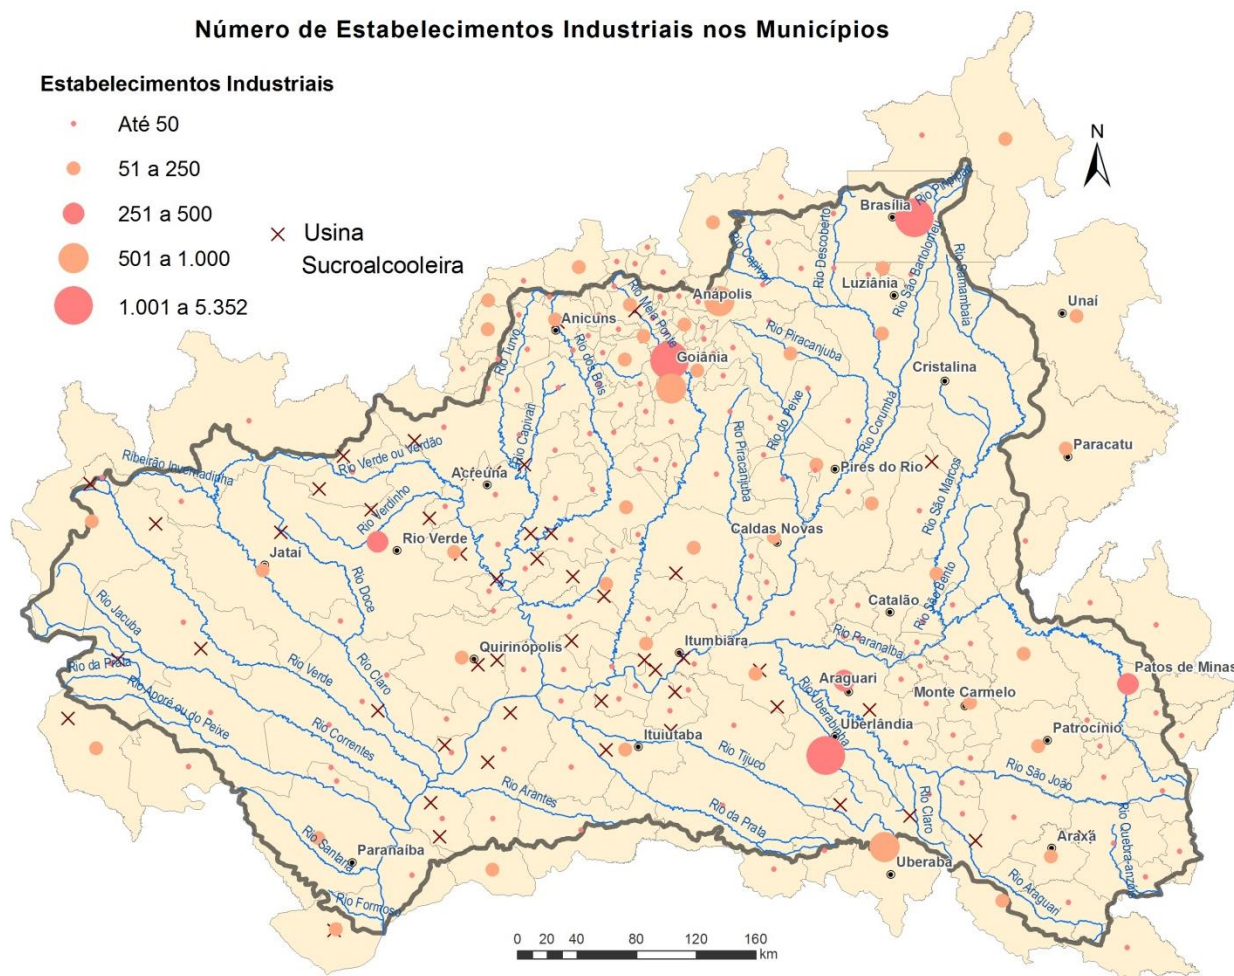 Número de Estabelecimentos Industriais nos Municípios
Estabelecimentos Industriais
Até 50
51 a 250
251 a 500
501 a 1.000
1.001 a 5.352
Usina
Sucroalcooleira
N
Rio Pipiripau
Brasília
Rio Descoberto
Rio Capivari
Rio São Bartolomeu
Rio Samambaia
Luziânia
Unaí
Anápolis
Rio Meia Ponte
Anicuns
Rio Turvo
Rio dos Bois
Goiânia
Rio Piracanjuba
Cristalina
Rio do Peixe
Rio Corumbá
Rio Capivari
Rio Piracanjuba
Paracatu
Ribeirão Invernadinha
Rio Verde ou Verdão
Acreúna
Pires do Rio
Rio São Marcos
Rio Verdinho
Rio Verde
Caldas Novas
Jataí
Rio Doce
Rio São Bento
Catalão
Rio Jacuba
Rio Paranaíba
Quirinópolis
Itumbiara
Rio da Prata
Rio Verde
Rio Claro
Patos de Minas
Araguari
Monte Carmelo
Rio Aporé ou do Peixe
Rio Uberabinha
Uberlândia
Patrocínio
Rio Correntes
Ituiutaba
Rio Tijuco
Rio São João
Rio Arantes
Rio da Prata
Rio Claro
Araxá
Rio Quebra-anzól
Rio Santana
Paranaíba
Uberaba
Rio Araguari
Rio Formoso
0 20 40 80 120 160
km